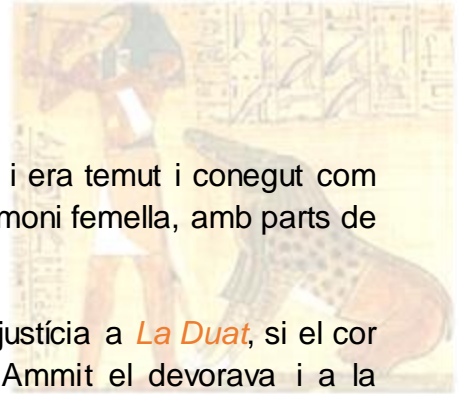 i era temut i conegut com
moni femella, amb parts de
justícia a La Duat, si el cor
Ammit el devorava i a la